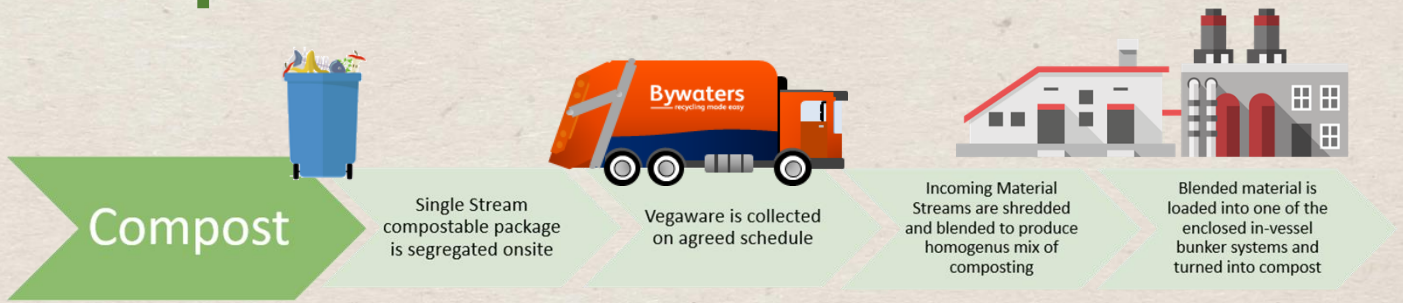 Bywaters
recycling made easy
Compost
Single Stream
compostable package
is segregated onsite
Vegaware is collected
on agreed schedule
Incoming Material
Streams are shredded
and blended to produce
homogenus mix of
composting
Blended material is
loaded into one of the
enclosed in-vessel
bunker systems and
turned into compost